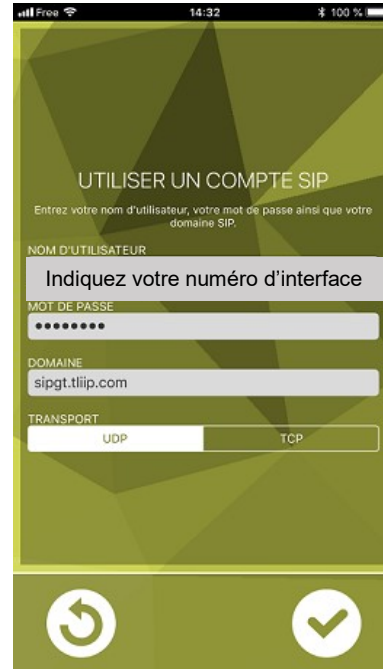 Free 14:32 100 %
UTILISER UN COMPTE SIP
Entrez votre nom d'utilisateur, votre mot de passe ainsi que votre
domaine SIP.
NOM D'UTILISATEUR
Indiquez votre numéro d’interface
MOT DE PASSE
●●●●●●●●
DOMAINE
sipgt.tliip.com
TRANSPORT
UDP TCP